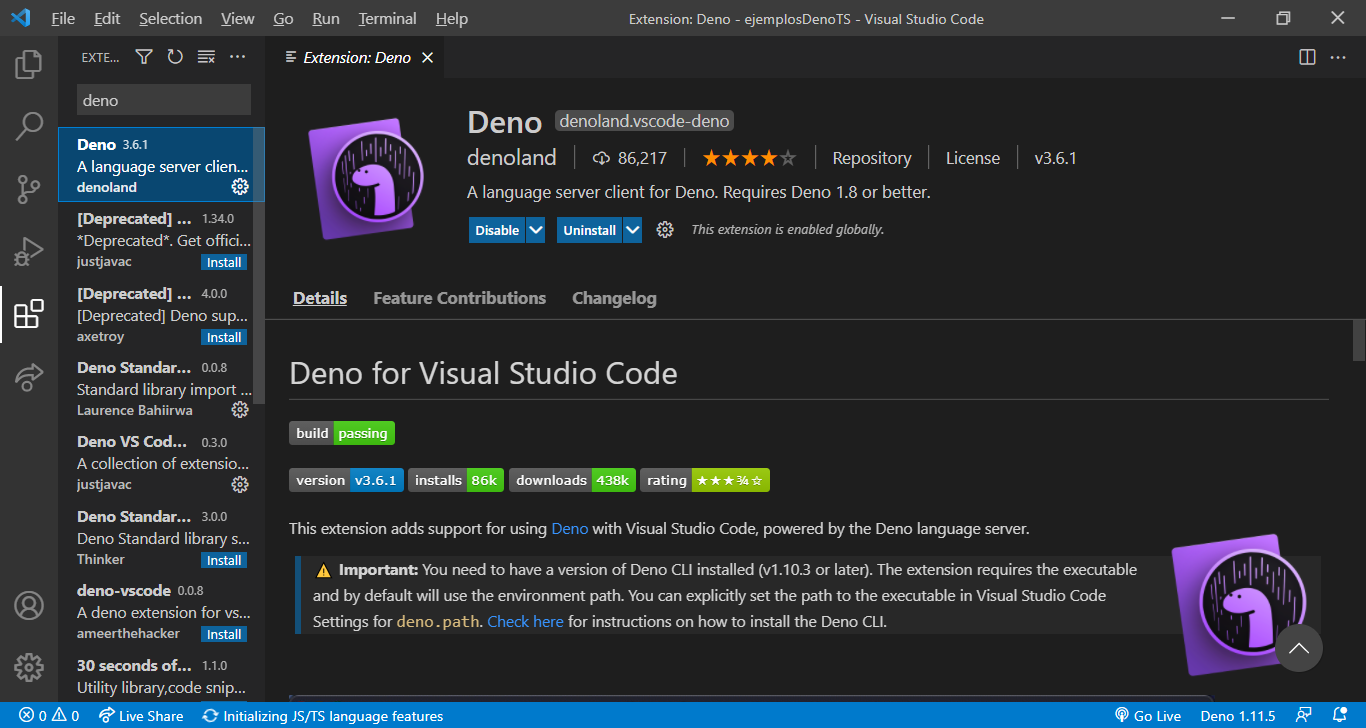 File Edit Selection View Go Run Terminal Help
Extension: Deno - ejemplosDenoTS - Visual Studio Code
EXTE...
deno
Deno 3.6.1
A language server clien...
denoland
[Deprecated] ... 1.34.0
*Deprecated*. Get offici...
justjavac Install
[Deprecated] ... 4.0.0
[Deprecated] Deno sup...
axetroy Install
Deno Standar... 0.0.8
Standard library import ...
Laurence Bahiirwa
Deno VS Cod... 0.3.0
A collection of extensio...
justjavac
Deno Standar... 3.0.0
Deno Standard library s...
Thinker Install
deno-vscode 0.0.8
A deno extension for vs...
ameerthehacker Install
30 seconds of... 1.1.0
Utility library,code snip...
Extension: Deno
Deno denoland.vscode-deno
denoland 86,217 Repository License v3.6.1
A language server client for Deno. Requires Deno 1.8 or better.
Disable Uninstall This extension is enabled globally.
Details Feature Contributions Changelog
Deno for Visual Studio Code
build passing
version v3.6.1 installs 86k downloads 438k rating ★★★¾☆
This extension adds support for using Deno with Visual Studio Code, powered by the Deno language server.
⚠ Important: You need to have a version of Deno CLI installed (v1.10.3 or later). The extension requires the executable
and by default will use the environment path. You can explicitly set the path to the executable in Visual Studio Code
Settings for deno.path. Check here for instructions on how to install the Deno CLI.
0 0 Live Share Initializing JS/TS language features Go Live Deno 1.11.5